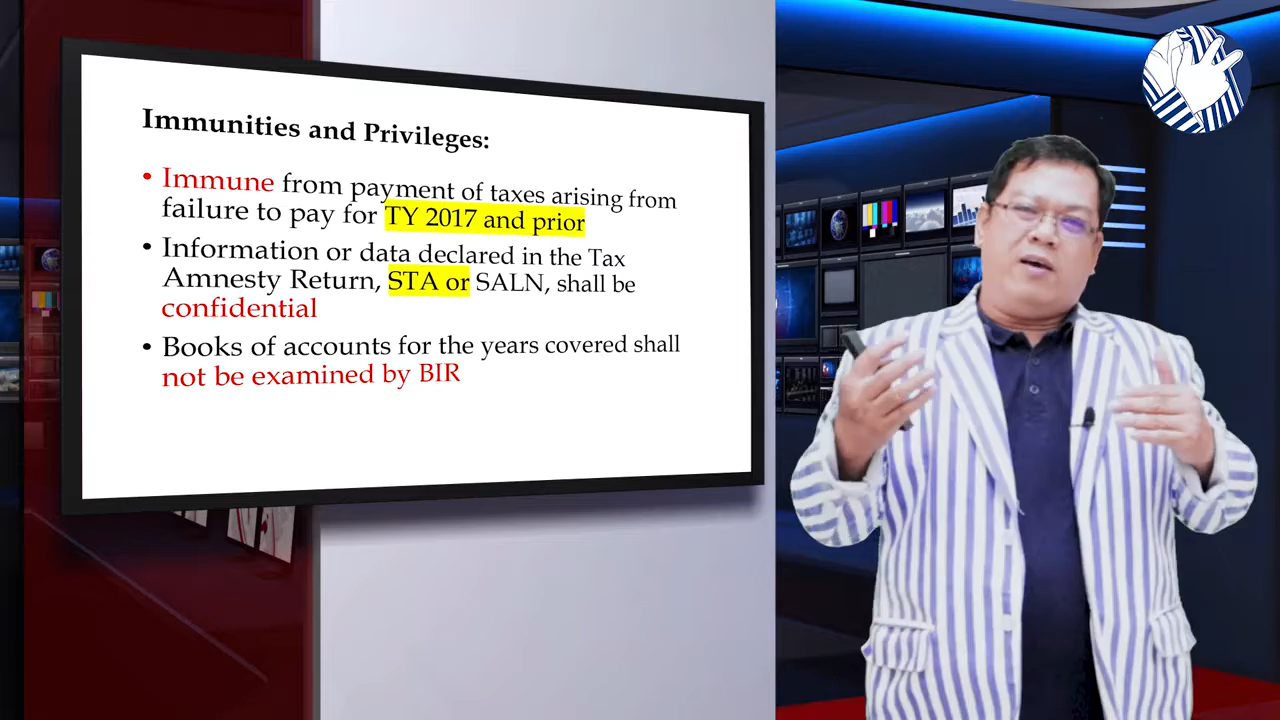 Immunities and Privileges:
• Immune from payment of taxes arising from
failure to pay for TY 2017 and prior
• Information or data declared in the Tax
Amnesty Return, STA or SALN, shall be
confidential
• Books of accounts for the years covered shall
not be examined by BIR